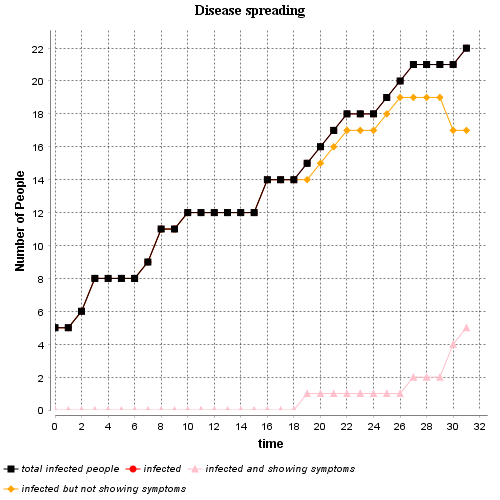 Disease spreading
Number of People
22
20
18
16
14
12
10
8
6
4
2
0
0 2 4 6 8 10 12 14 16 18 20 22 24 26 28 30 32
time
total infected people infected infected and showing symptoms
infected but not showing symptoms